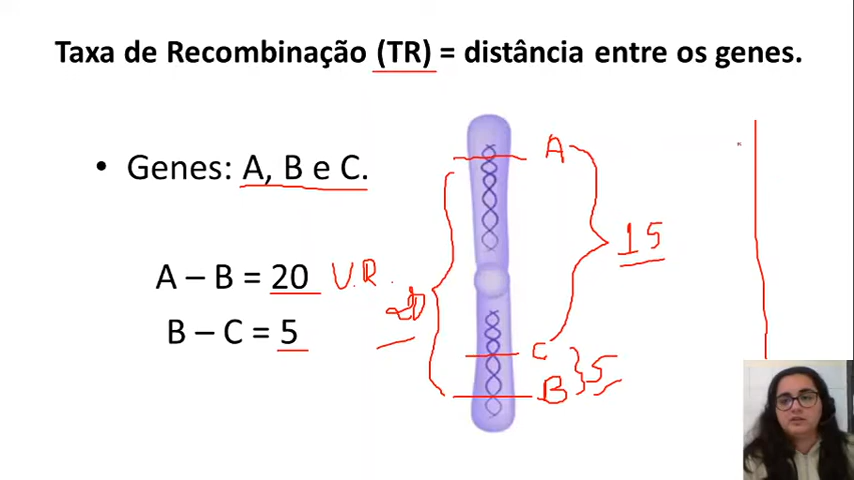 Taxa de Recombinação (TR) = distância entre os genes.
• Genes: A, B e C.
A
15
A – B = 20 U.R.
20
B – C = 5
C
5
B